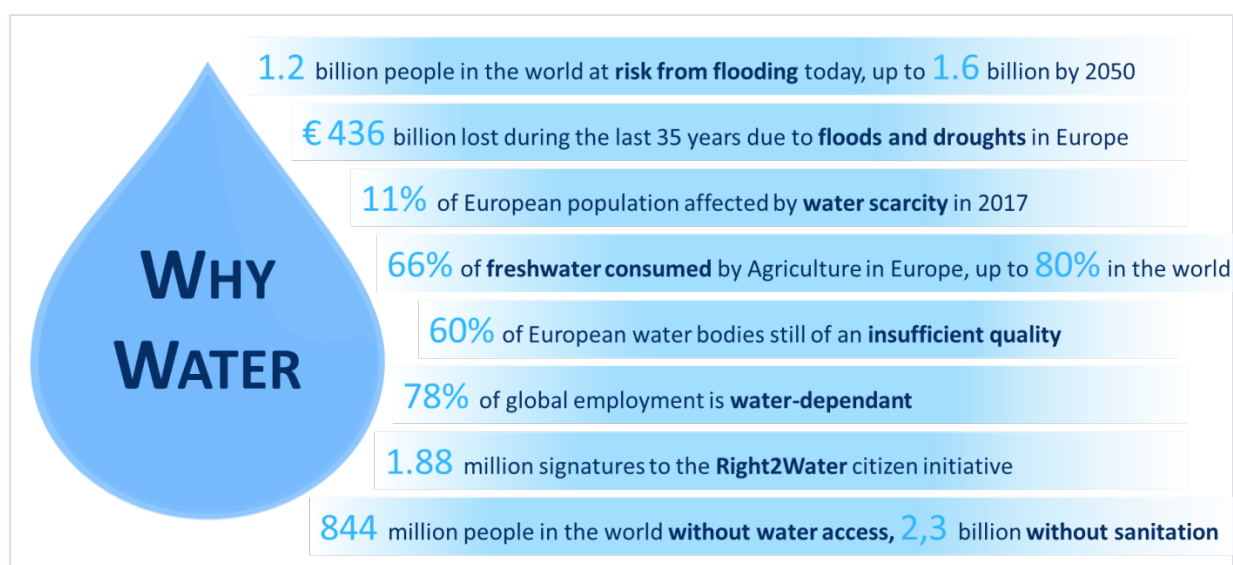 WHY
WATER
1.2 billion people in the world at risk from flooding today, up to 1.6 billion by 2050
€ 436 billion lost during the last 35 years due to floods and droughts in Europe
11% of European population affected by water scarcity in 2017
66% of freshwater consumed by Agriculture in Europe, up to 80% in the world
60% of European water bodies still of an insufficient quality
78% of global employment is water-dependant
1.88 million signatures to the Right2Water citizen initiative
844 million people in the world without water access, 2,3 billion without sanitation